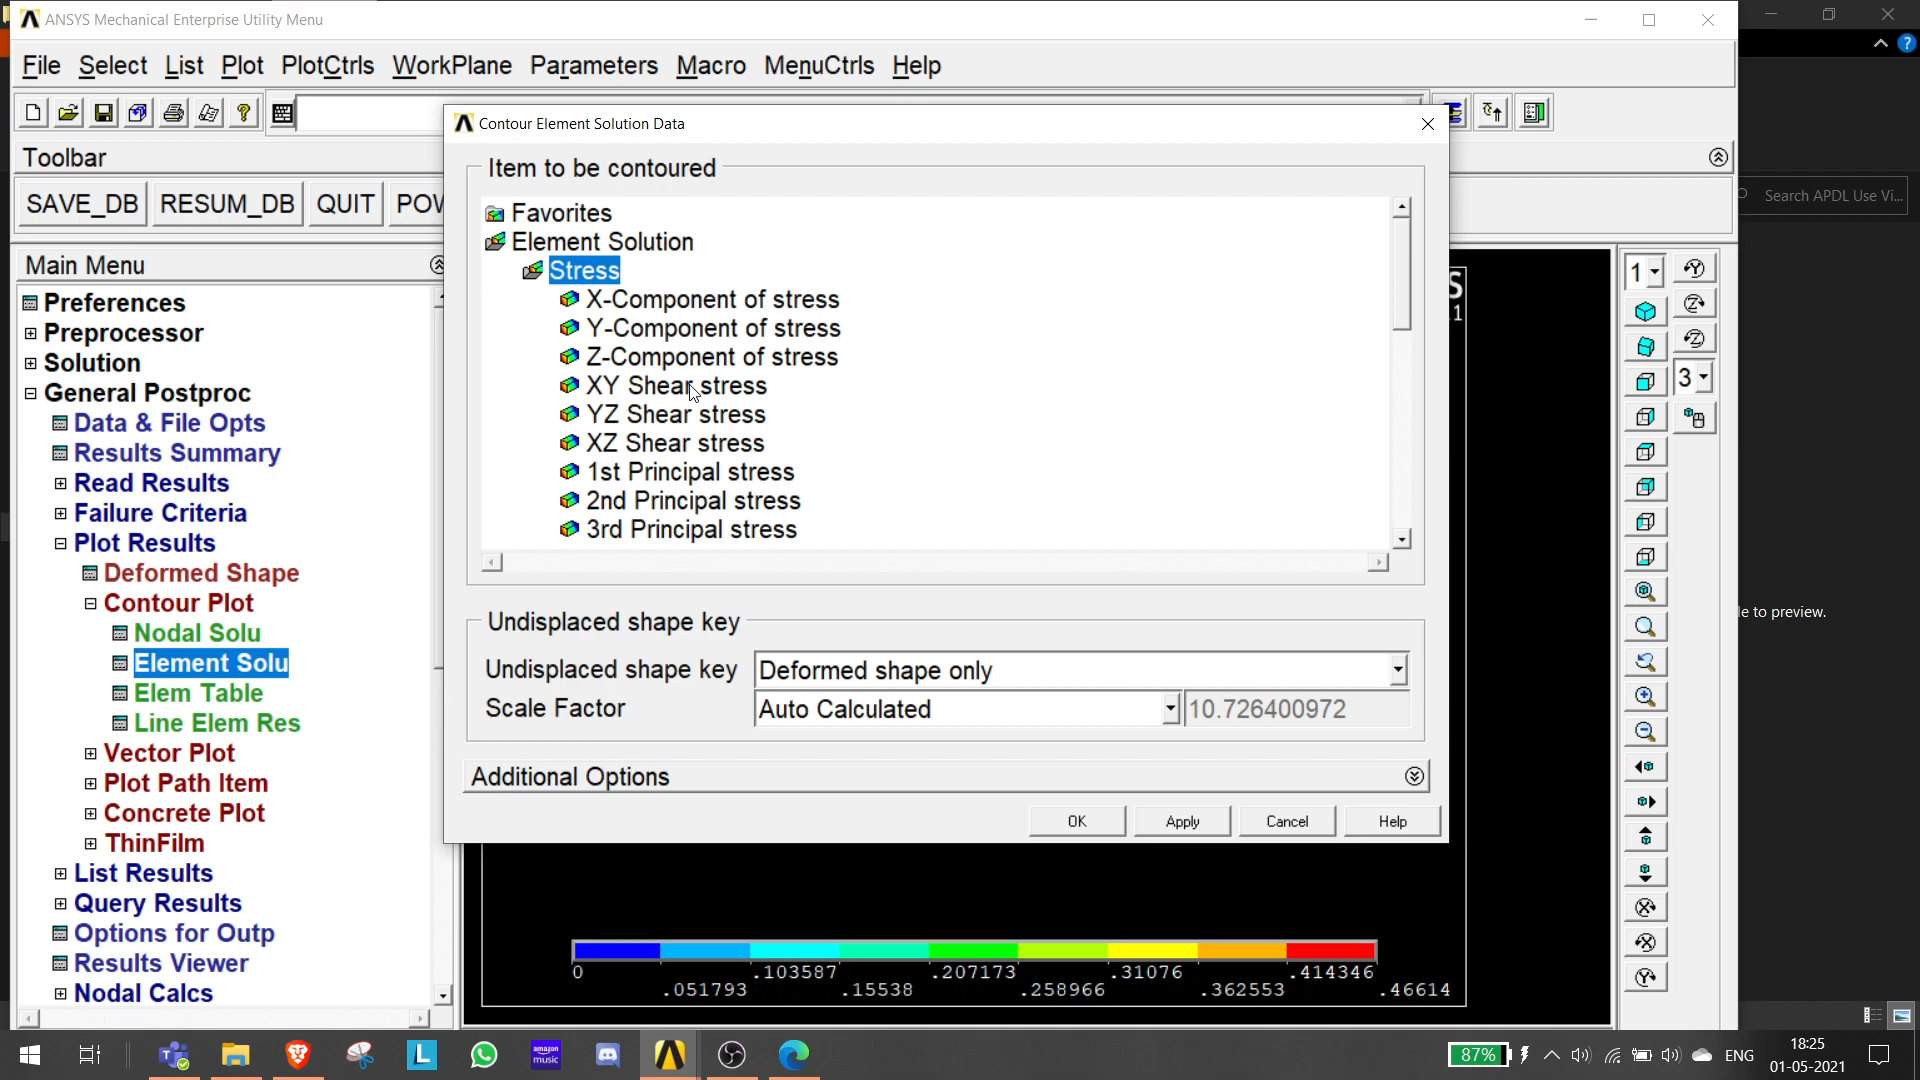 ANSYS Mechanical Enterprise Utility Menu
File Select List Plot PlotCtrls WorkPlane Parameters Macro MenuCtrls Help
Contour Element Solution Data
Toolbar
SAVE_DB RESUM_DB QUIT POW
Search APDL Use Vi...
Main Menu
Preferences
Preprocessor
Solution
General Postproc
Data & File Opts
Results Summary
Read Results
Failure Criteria
Plot Results
Deformed Shape
Contour Plot
Nodal Solu
Element Solu
Elem Table
Line Elem Res
Vector Plot
Plot Path Item
Concrete Plot
ThinFilm
List Results
Query Results
Options for Outp
Results Viewer
Nodal Calcs
Item to be contoured
Favorites
Element Solution
Stress
X-Component of stress
Y-Component of stress
Z-Component of stress
XY Shear stress
YZ Shear stress
XZ Shear stress
1st Principal stress
2nd Principal stress
3rd Principal stress
Undisplaced shape key
Undisplaced shape key Deformed shape only
Scale Factor Auto Calculated 10.726400972
Additional Options
OK Apply Cancel Help
S
1
1
3
le to preview.
0 .103587 .207173 .31076 .414346
.051793 .15538 .258966 .362553 .46614
amazon music
87% ENG 18:25
01-05-2021